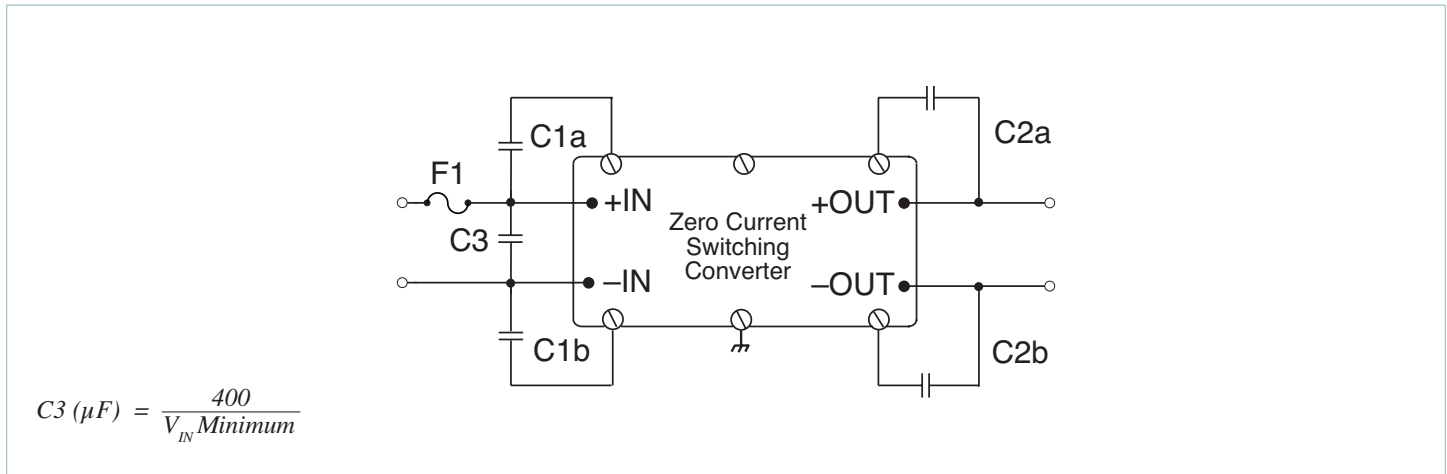 C1a
C2a
F1
+IN
+OUT
Zero Current
Switching
Converter
C3
–IN
–OUT
C1b
C2b
C3 (µF) = 400 / V_IN Minimum